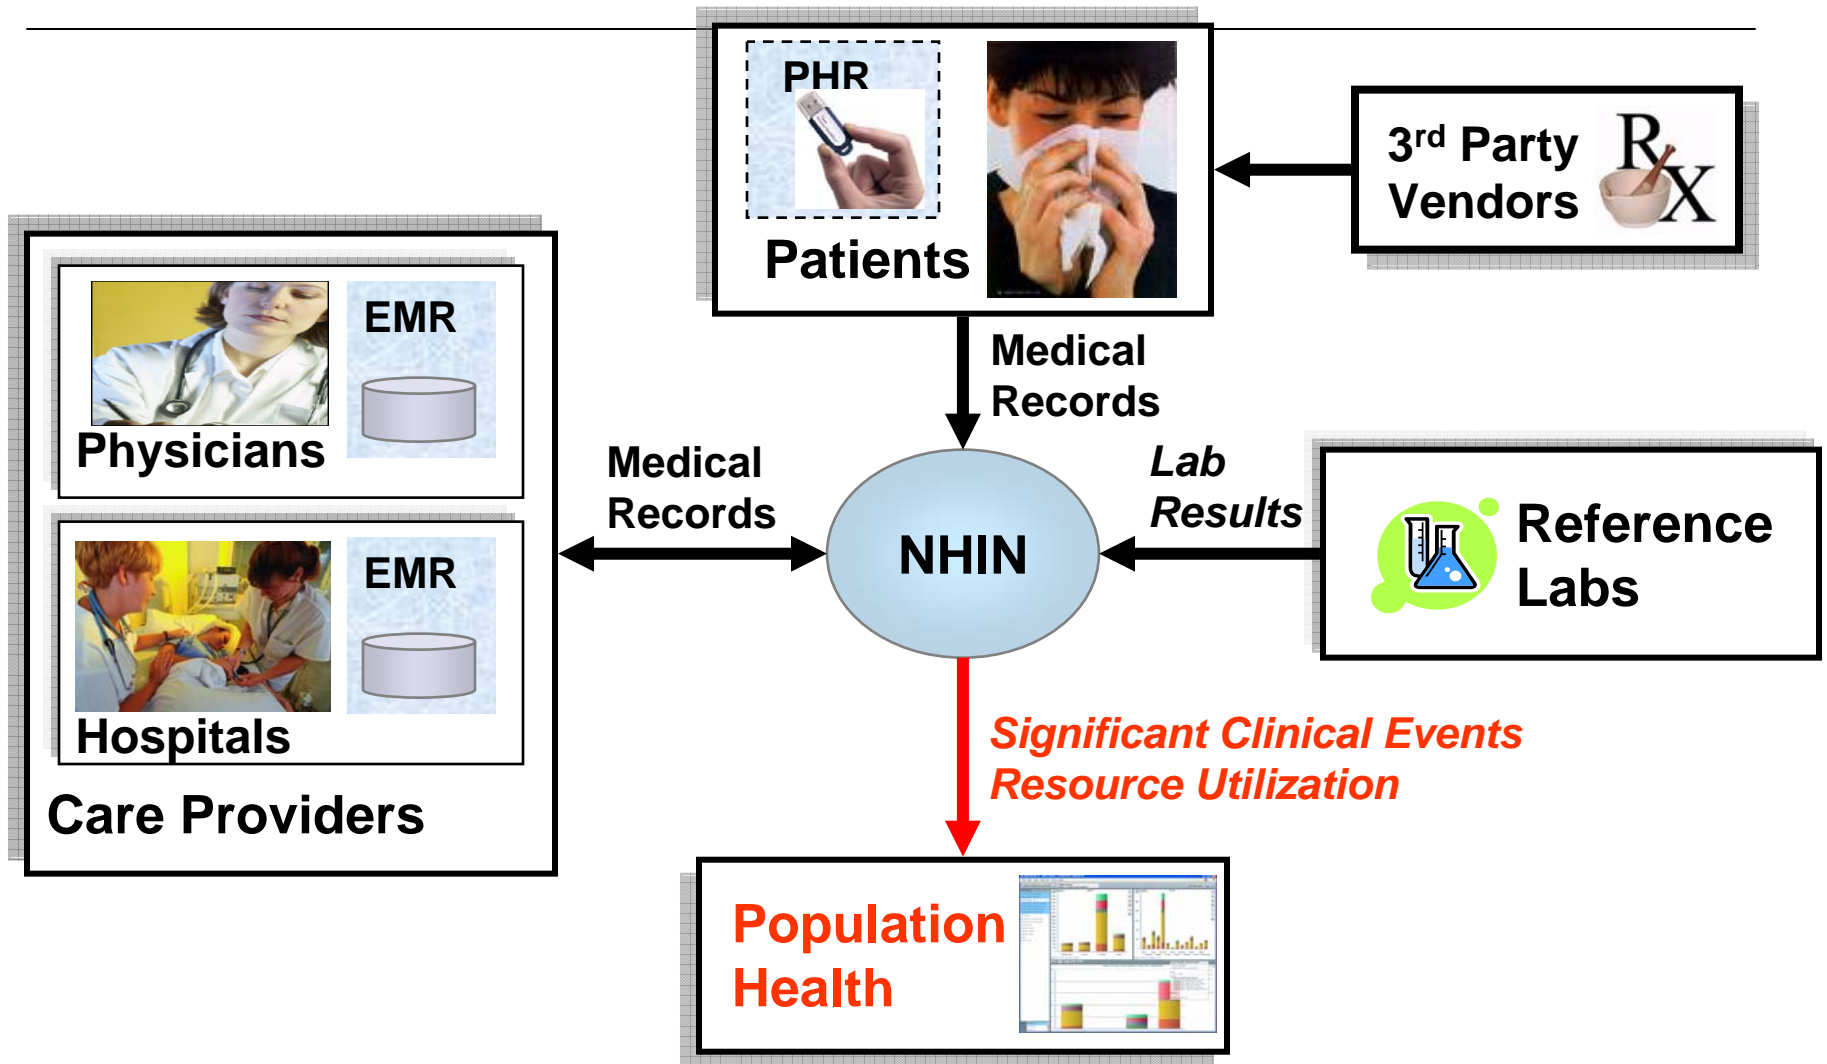 PHR
Patients
3rd Party
Vendors
RX
EMR
Physicians
EMR
Hospitals
Care Providers
Medical
Records
Medical
Records
NHIN
Lab
Results
Reference
Labs
Significant Clinical Events
Resource Utilization
Population
Health